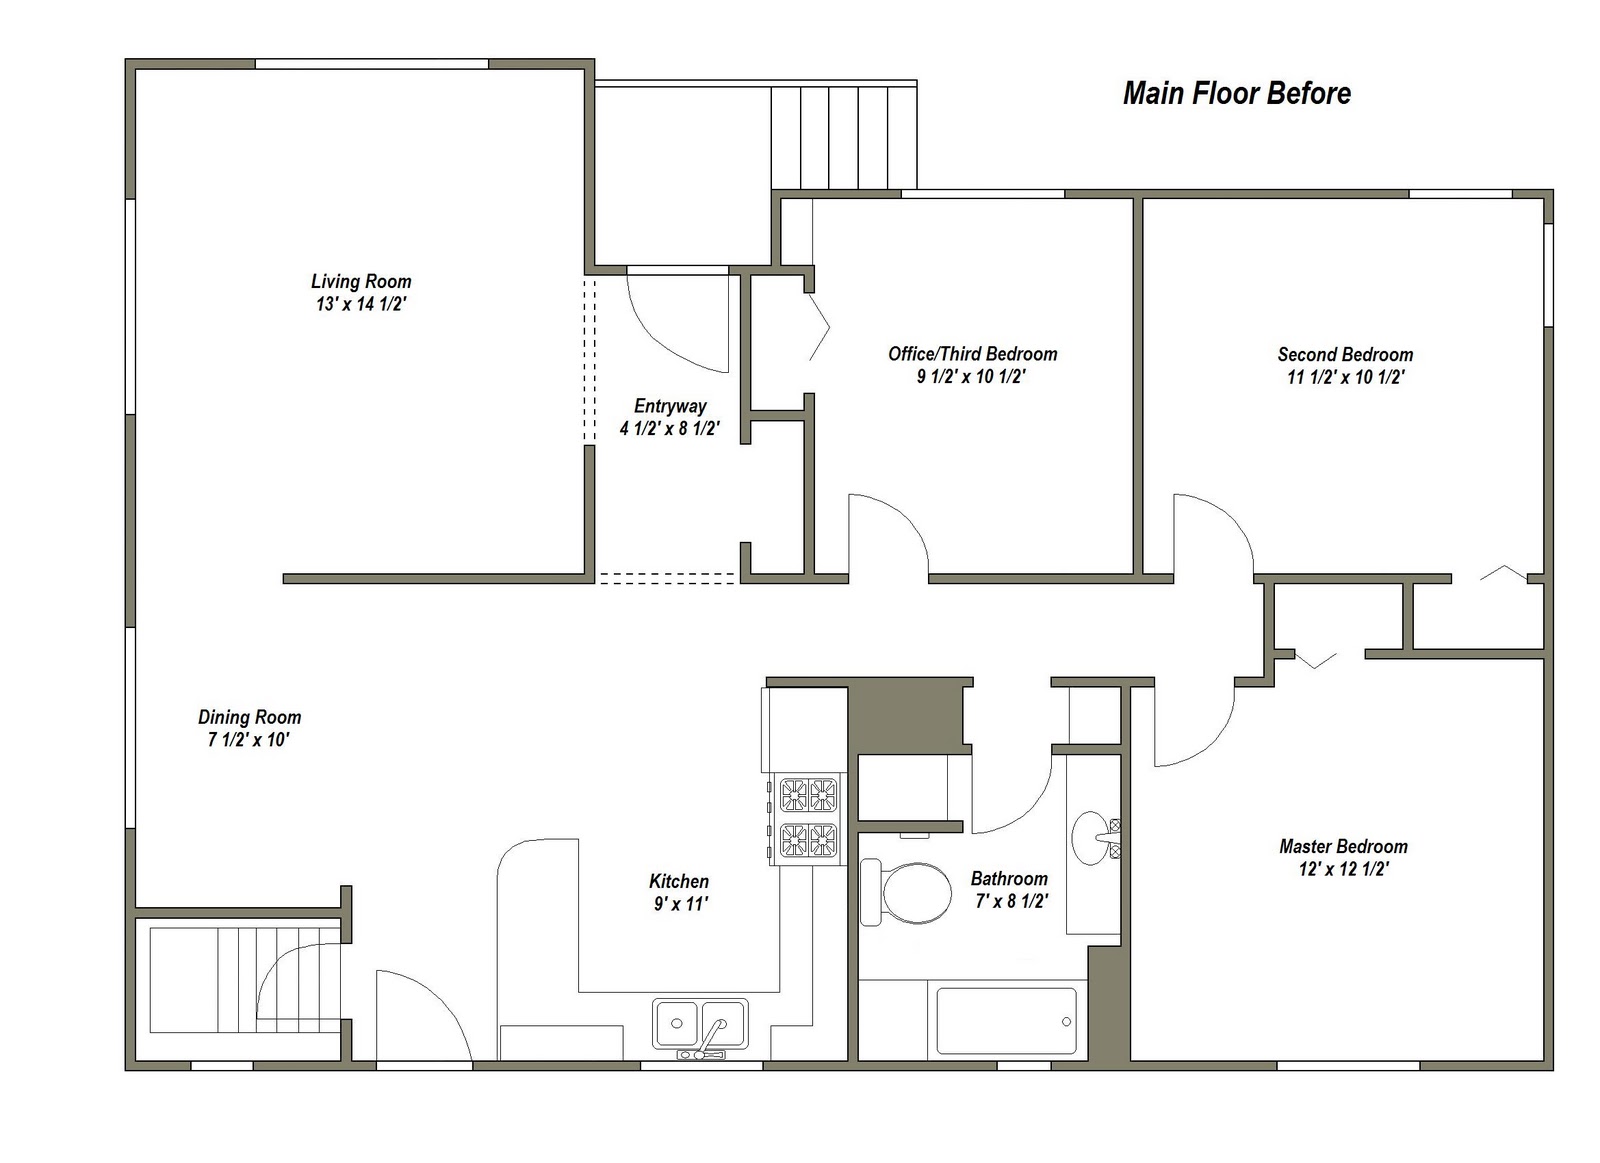 Main Floor Before
Living Room
13' x 14 1/2'
Office/Third Bedroom
9 1/2' x 10 1/2'
Second Bedroom
11 1/2' x 10 1/2'
Entryway
4 1/2' x 8 1/2'
Dining Room
7 1/2' x 10'
Master Bedroom
12' x 12 1/2'
Kitchen
9' x 11'
Bathroom
7' x 8 1/2'